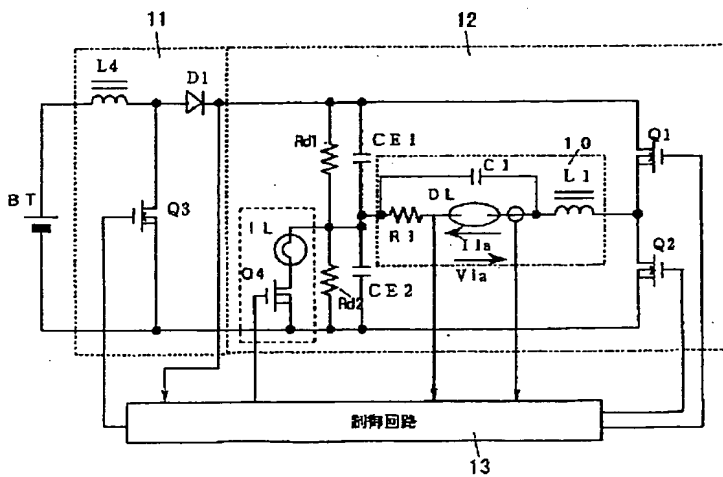 11
12
L4
D1
Rd1
CE1
10
Q1
C1
L1
DL
BT
Q3
IL
R1
I1a
V1a
Q2
Q4
Rd2
CE2
制御回路
13